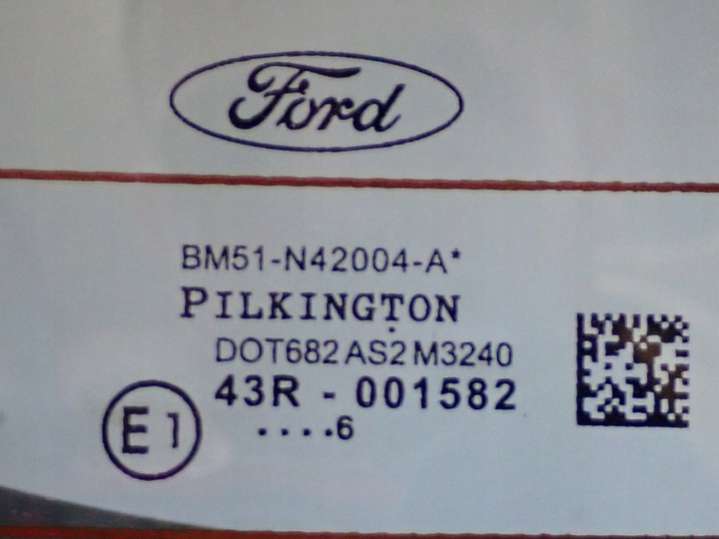 Ford
BM51-N42004-A*
PILKINGTON
DOT682 AS2 M3240
43R - 001582
E1
....6